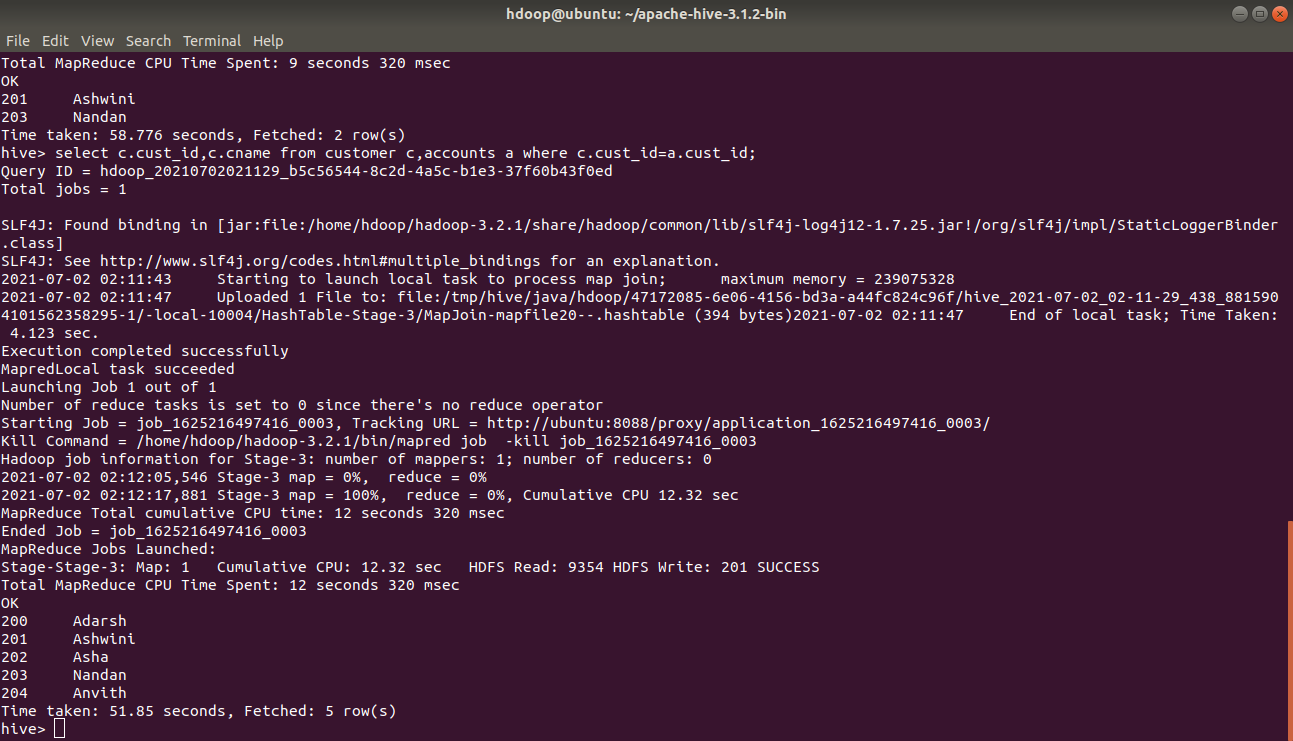 hdoop@ubuntu: ~/apache-hive-3.1.2-bin
File Edit View Search Terminal Help
Total MapReduce CPU Time Spent: 9 seconds 320 msec
OK
201     Ashwini
203     Nandan
Time taken: 58.776 seconds, Fetched: 2 row(s)
hive> select c.cust_id,c.cname from customer c,accounts a where c.cust_id=a.cust_id;
Query ID = hdoop_20210702021129_b5c56544-8c2d-4a5c-b1e3-37f60b43f0ed
Total jobs = 1
SLF4J: Found binding in [jar:file:/home/hdoop/hadoop-3.2.1/share/hadoop/common/lib/slf4j-log4j12-1.7.25.jar!/org/slf4j/impl/StaticLoggerBinder
.class]
SLF4J: See http://www.slf4j.org/codes.html#multiple_bindings for an explanation.
2021-07-02 02:11:43     Starting to launch local task to process map join;      maximum memory = 239075328
2021-07-02 02:11:47     Uploaded 1 File to: file:/tmp/hive/java/hdoop/47172085-6e06-4156-bd3a-a44fc824c96f/hive_2021-07-02_02-11-29_438_881590
4101562358295-1/-local-10004/HashTable-Stage-3/MapJoin-mapfile20--.hashtable (394 bytes)2021-07-02 02:11:47     End of local task; Time Taken:
 4.123 sec.
Execution completed successfully
MapredLocal task succeeded
Launching Job 1 out of 1
Number of reduce tasks is set to 0 since there's no reduce operator
Starting Job = job_1625216497416_0003, Tracking URL = http://ubuntu:8088/proxy/application_1625216497416_0003/
Kill Command = /home/hdoop/hadoop-3.2.1/bin/mapred job  -kill job_1625216497416_0003
Hadoop job information for Stage-3: number of mappers: 1; number of reducers: 0
2021-07-02 02:12:05,546 Stage-3 map = 0%,  reduce = 0%
2021-07-02 02:12:17,881 Stage-3 map = 100%,  reduce = 0%, Cumulative CPU 12.32 sec
MapReduce Total cumulative CPU time: 12 seconds 320 msec
Ended Job = job_1625216497416_0003
MapReduce Jobs Launched:
Stage-Stage-3: Map: 1   Cumulative CPU: 12.32 sec   HDFS Read: 9354 HDFS Write: 201 SUCCESS
Total MapReduce CPU Time Spent: 12 seconds 320 msec
OK
200     Adarsh
201     Ashwini
202     Asha
203     Nandan
204     Anvith
Time taken: 51.85 seconds, Fetched: 5 row(s)
hive>